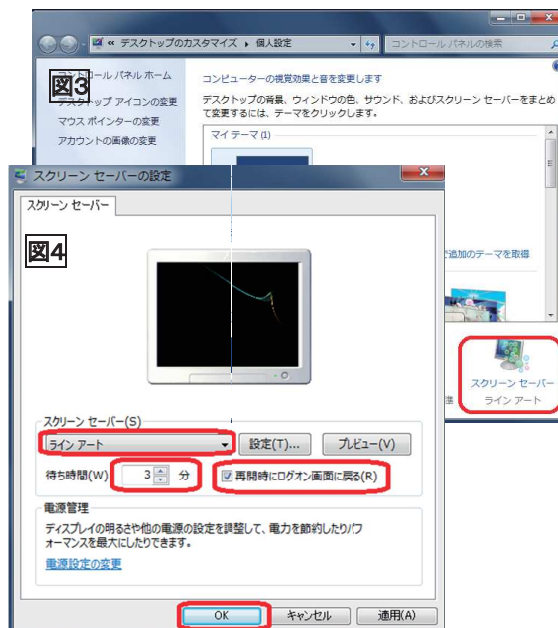 « デスクトップのカスタマイズ ▸ 個人設定
コントロール パネルの検索
図3
コントロール パネル ホーム
デスクトップ アイコンの変更
マウス ポインターの変更
アカウントの画像の変更
コンピューターの視覚効果と音を変更します
デスクトップの背景、ウィンドウの色、サウンド、およびスクリーン セーバーをまとめ
て変更するには、テーマをクリックします。
マイ テーマ (1)
で追加のテーマを取得
スクリーン セーバー
ライン アート
スクリーン セーバーの設定
スクリーン セーバー
図4
スクリーン セーバー(S)
ライン アート
設定(T)...
プレビュー(V)
待ち時間(W)
3
分
再開時にログオン画面に戻る(R)
電源管理
ディスプレイの明るさや他の電源の設定を調整して、電力を節約したりパフ
ォーマンスを最大にしたりできます。
電源設定の変更
OK
キャンセル
適用(A)